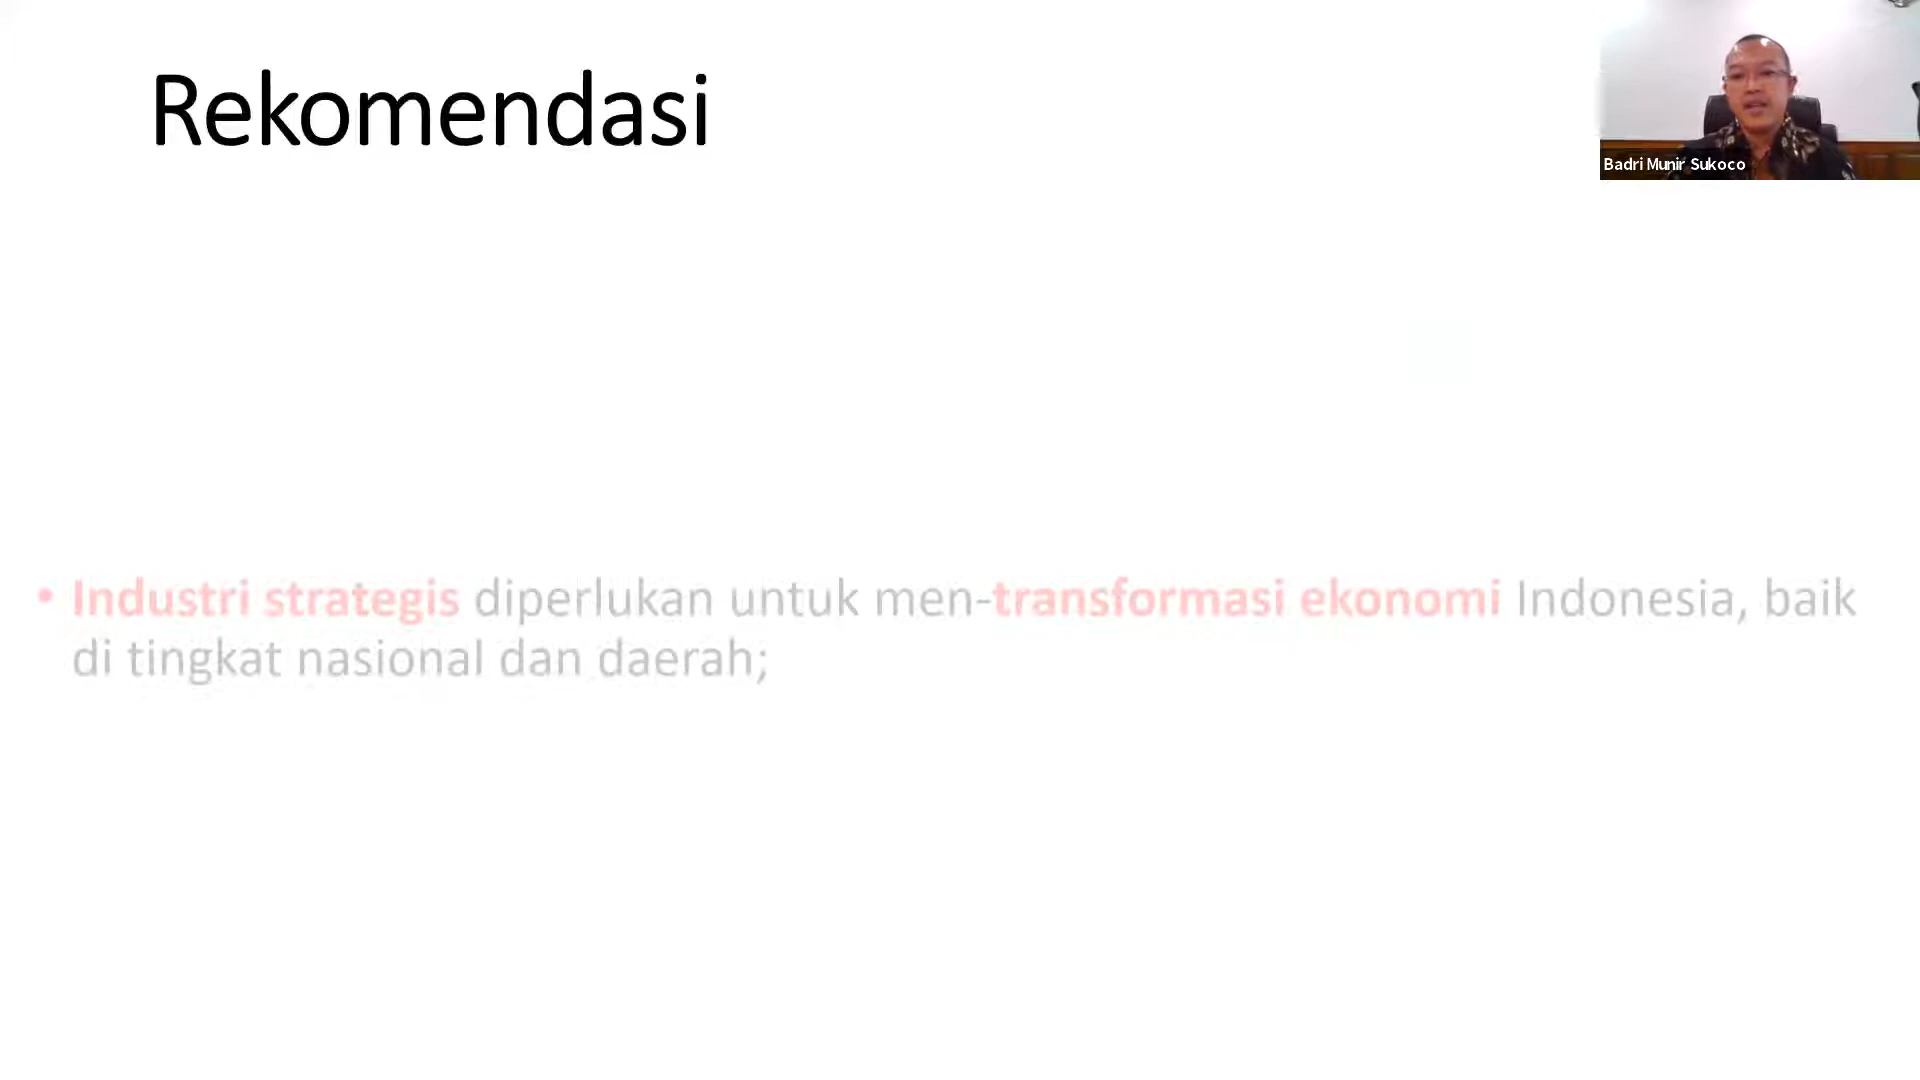 Rekomendasi
Badri Munir Sukoco
• Industri strategis diperlukan untuk men-transformasi ekonomi Indonesia, baik
di tingkat nasional dan daerah;